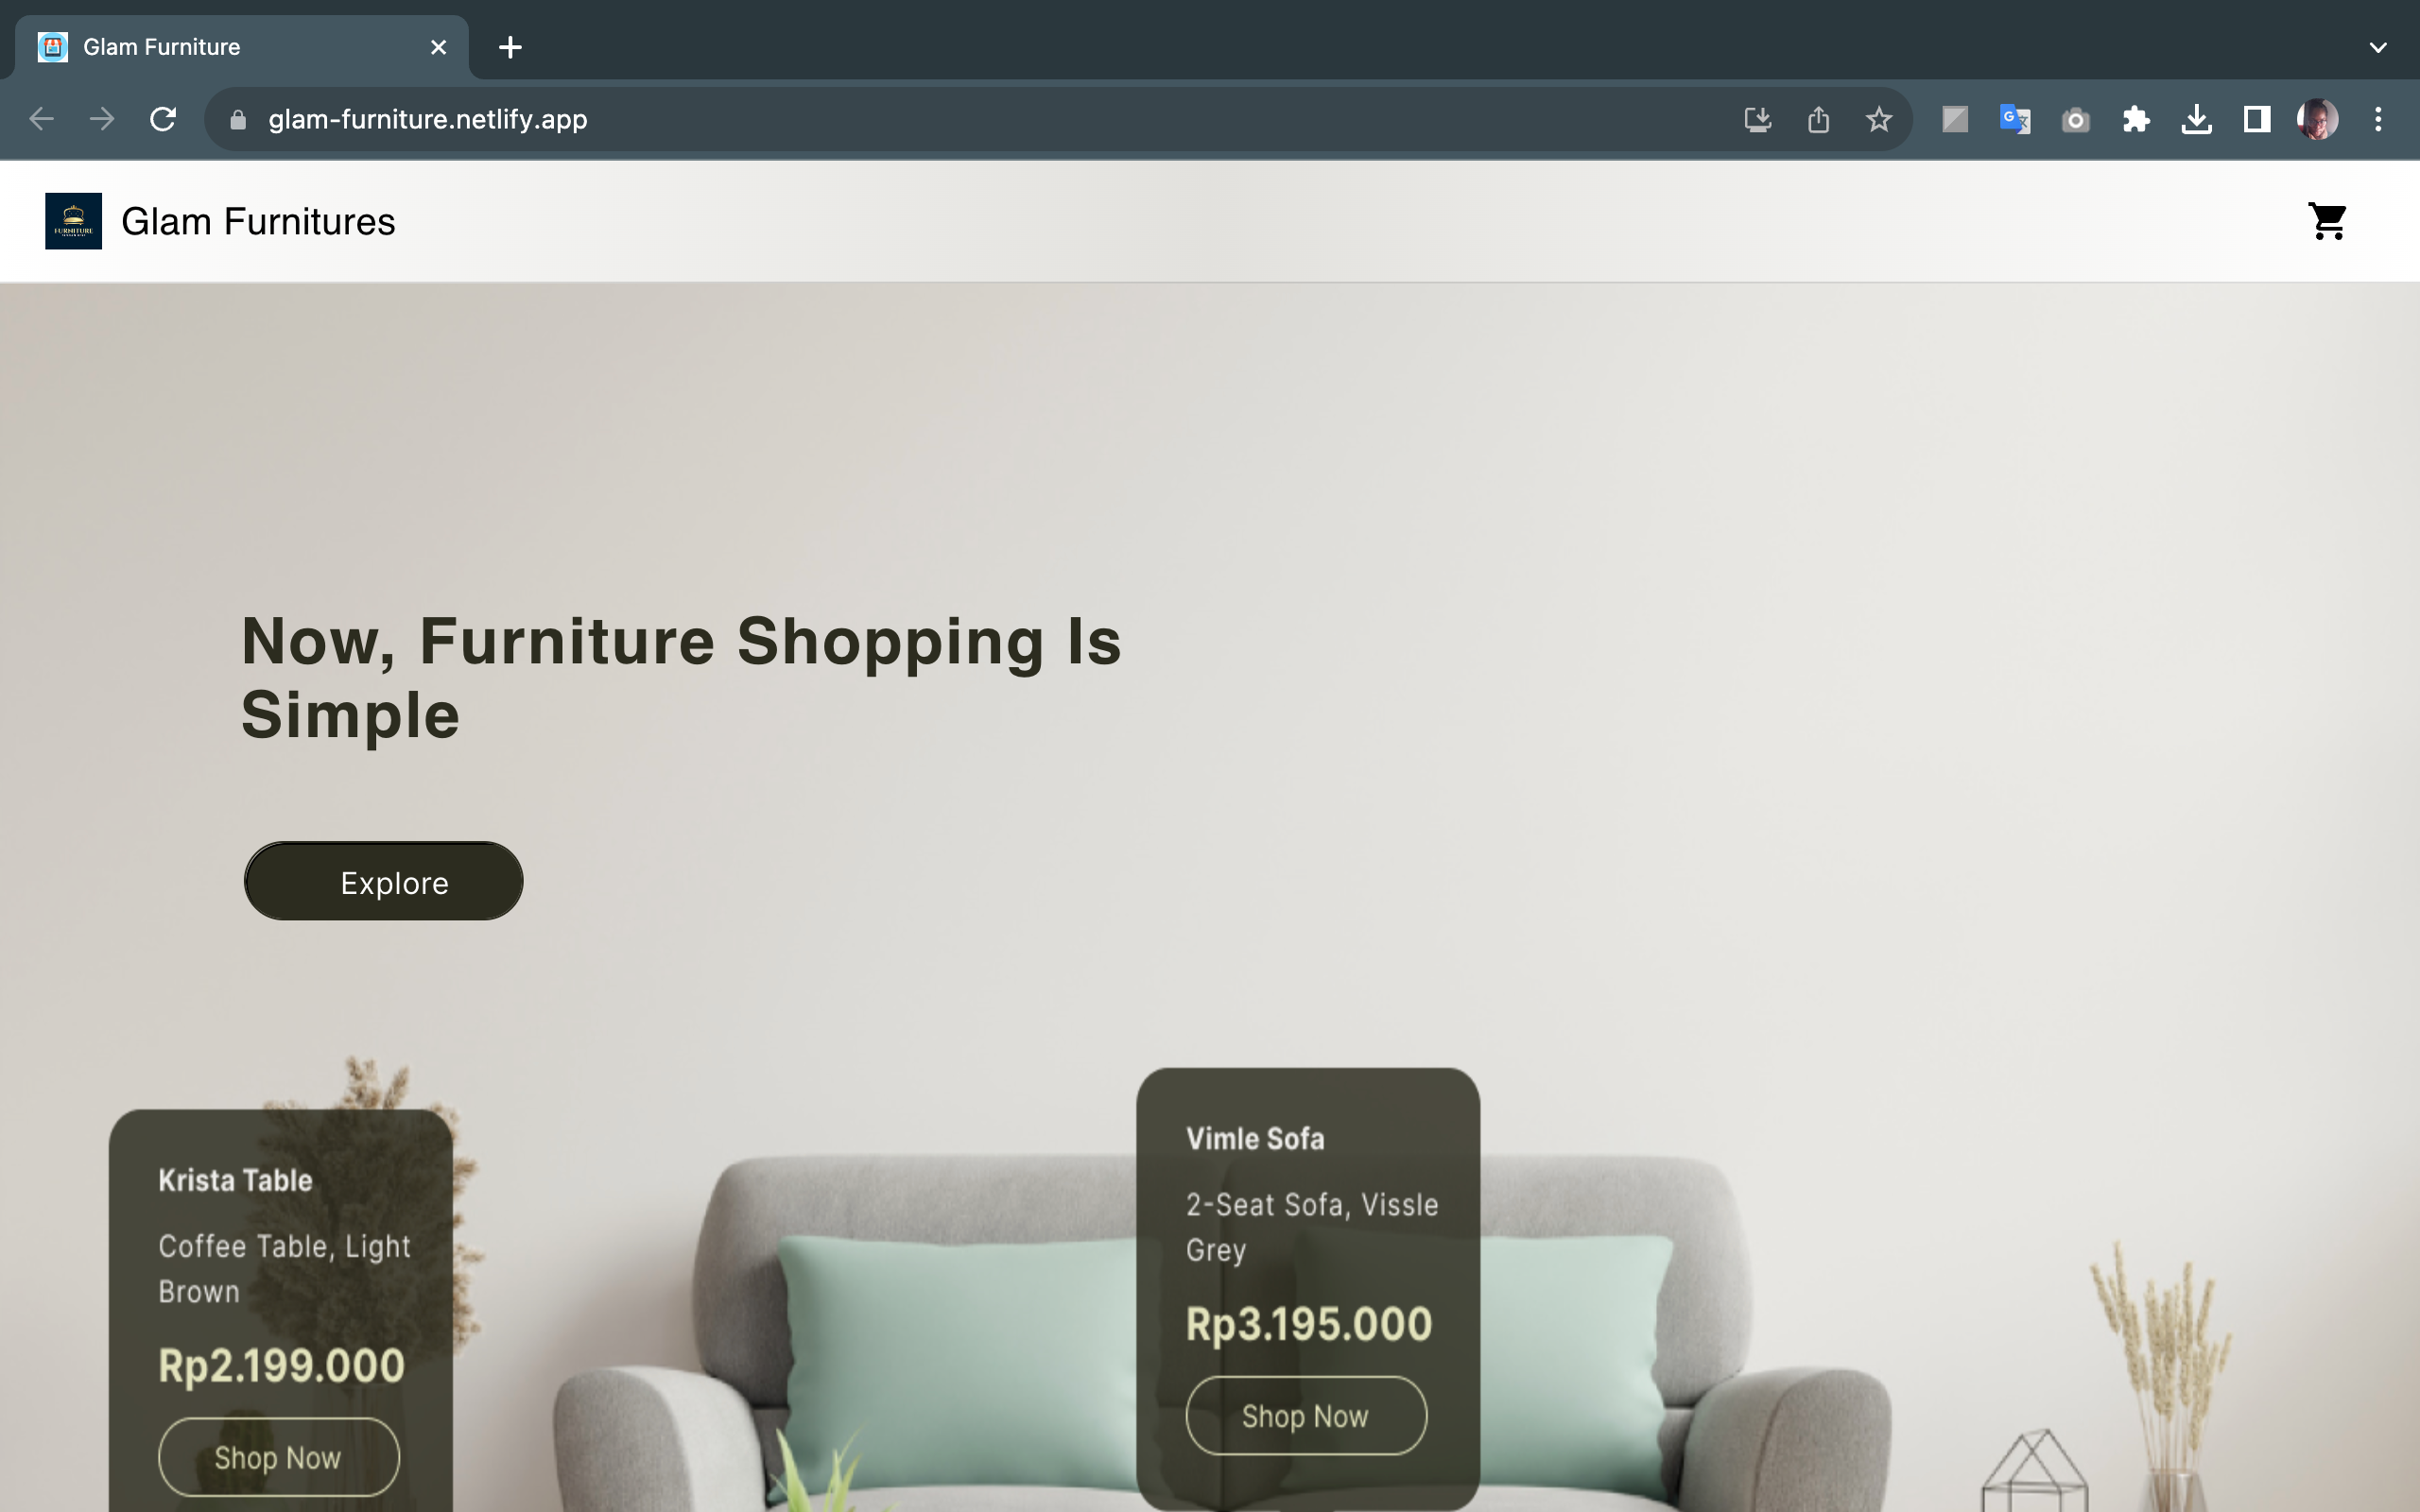 Glam Furniture
glam-furniture.netlify.app
FURNITURE
Glam Furnitures
Now, Furniture Shopping Is
Simple
Explore
Krista Table
Coffee Table, Light
Brown
Rp2.199.000
Shop Now
Vimle Sofa
2-Seat Sofa, Vissle
Grey
Rp3.195.000
Shop Now